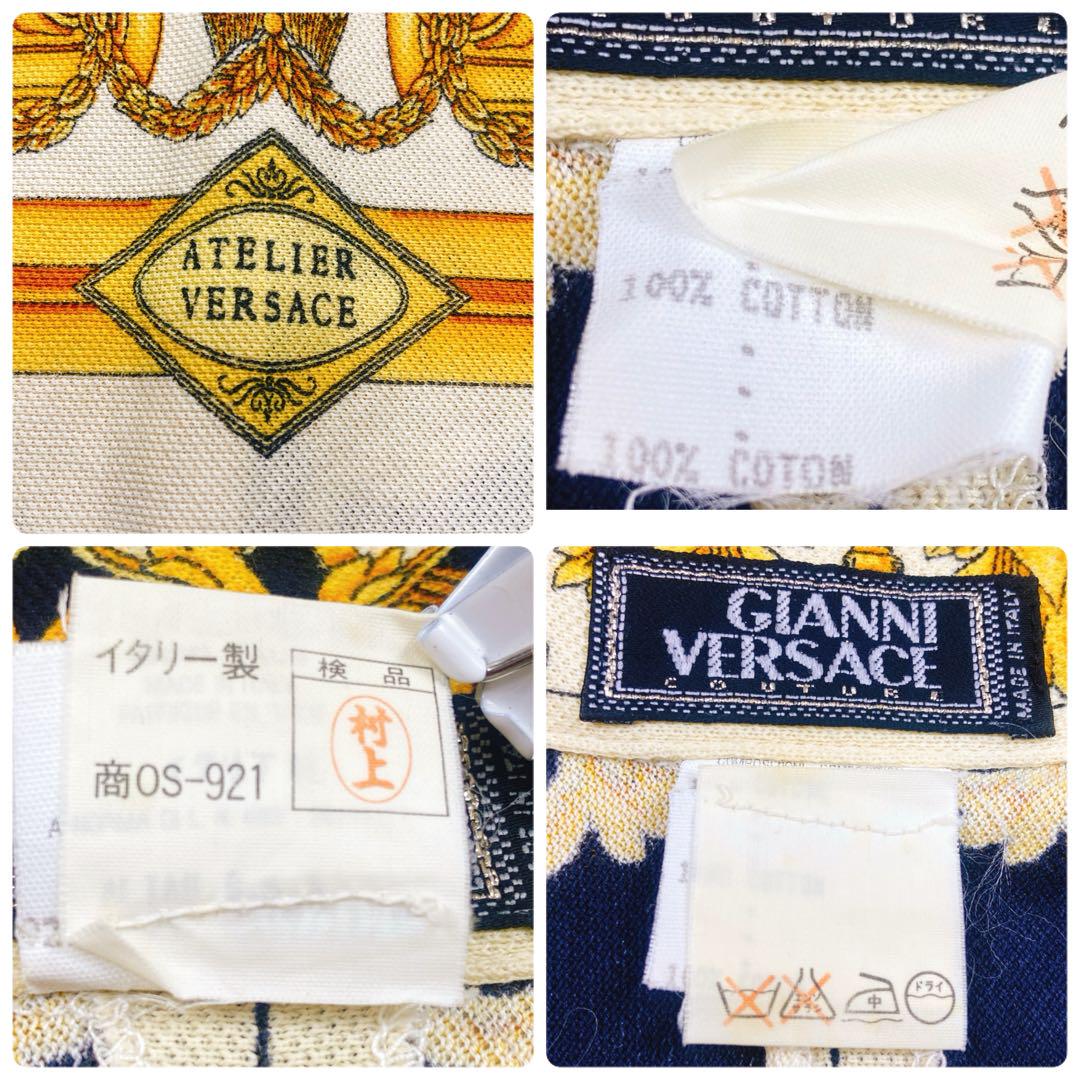 ATELIER
VERSACE
100% COTTON
100% COTON
イタリー製
検品
村上
商OS-921
GIANNI
VERSACE
COUTURE
MADE IN ITALY
中
ドライ